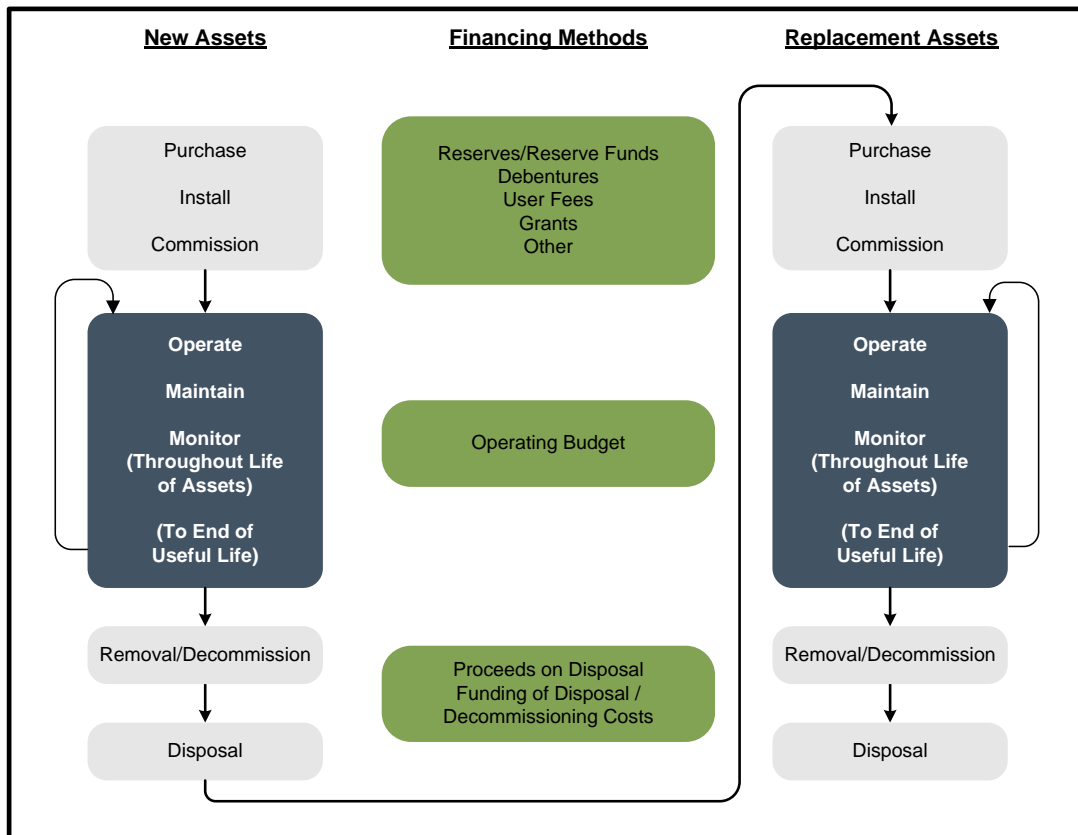 New Assets
Financing Methods
Replacement Assets
Purchase
Install
Commission
Operate
Maintain
Monitor
(Throughout Life
of Assets)
(To End of
Useful Life)
Removal/Decommission
Disposal
Reserves/Reserve Funds
Debentures
User Fees
Grants
Other
Operating Budget
Proceeds on Disposal
Funding of Disposal /
Decommissioning Costs
Purchase
Install
Commission
Operate
Maintain
Monitor
(Throughout Life
of Assets)
(To End of
Useful Life)
Removal/Decommission
Disposal